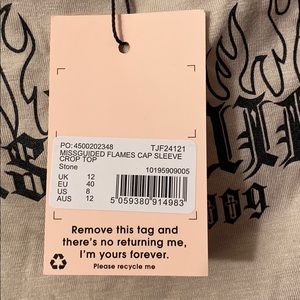 PO:4500202348 TJF24121
MISSGUIDED FLAMES CAP SLEEVE
CROP TOP
Stone 10195909005
UK 12
EU 40
US 8
AUS 12
5 059380 914983
Remove this tag and
there's no returning me,
I'm yours forever.
Please recycle me